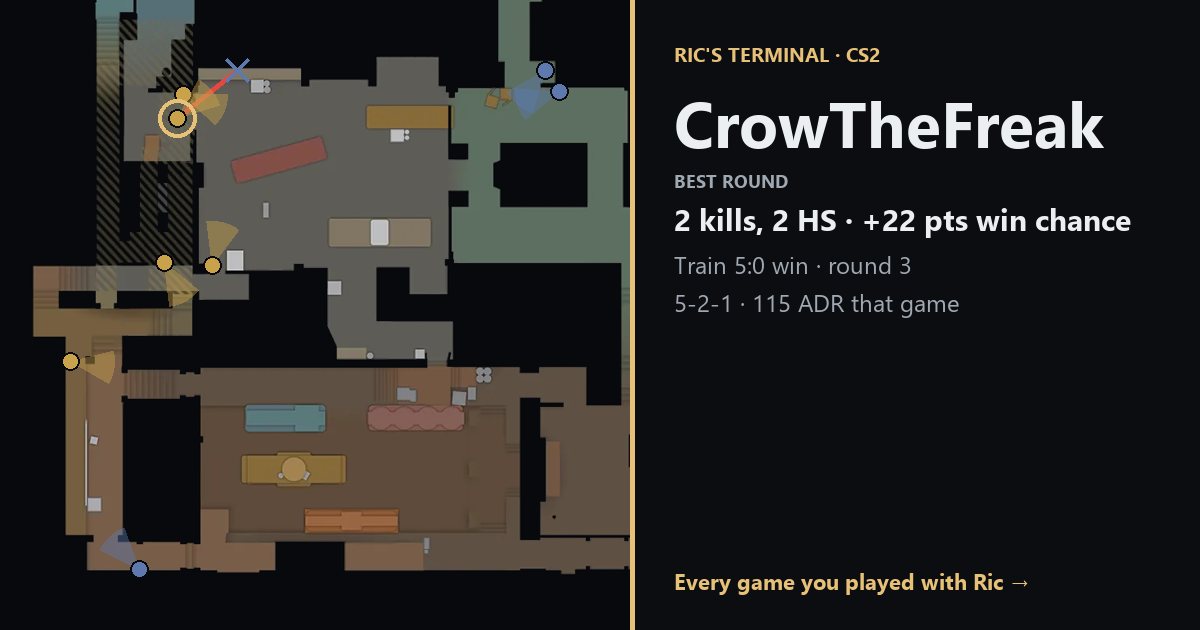 RIC'S TERMINAL · CS2
CrowTheFreak
BEST ROUND
2 kills, 2 HS · +22 pts win chance
Train 5:0 win · round 3
5-2-1 · 115 ADR that game
Every game you played with Ric →